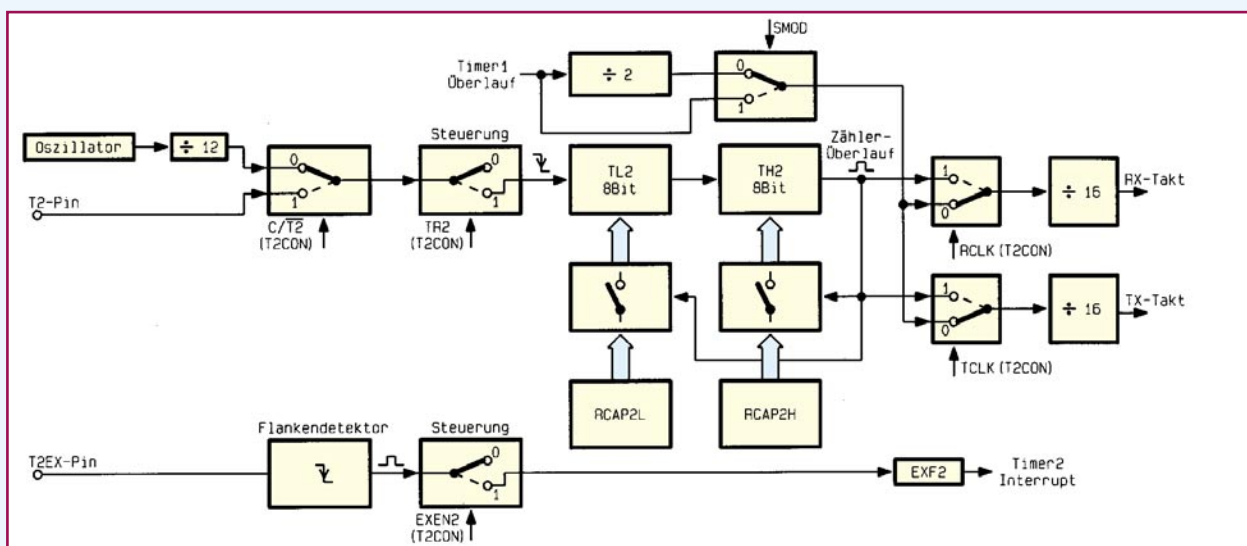 SMOD
Timer1
Überlauf
÷ 2
0
1
Oszillator
÷ 12
0
1
T2-Pin
C/T̅2̅
(T2CON)
Steuerung
0
1
TR2
(T2CON)
TL2
8Bit
TH2
8Bit
Zähler-
Überlauf
1
0
RCLK (T2CON)
÷ 16
RX-Takt
1
0
TCLK (T2CON)
÷ 16
TX-Takt
RCAP2L
RCAP2H
Flankendetektor
T2EX-Pin
Steuerung
0
1
EXEN2
(T2CON)
EXF2
Timer2
Interrupt